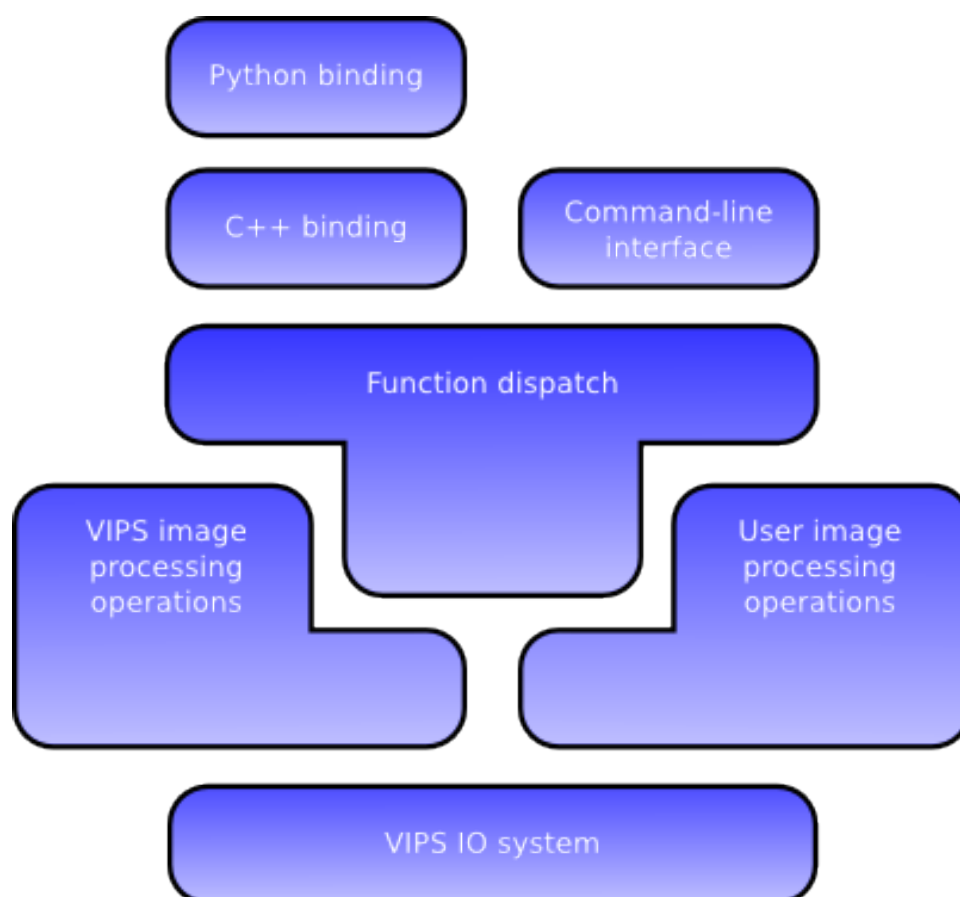 Python binding
C++ binding
Command-line
interface
Function dispatch
VIPS image
processing
operations
User image
processing
operations
VIPS IO system